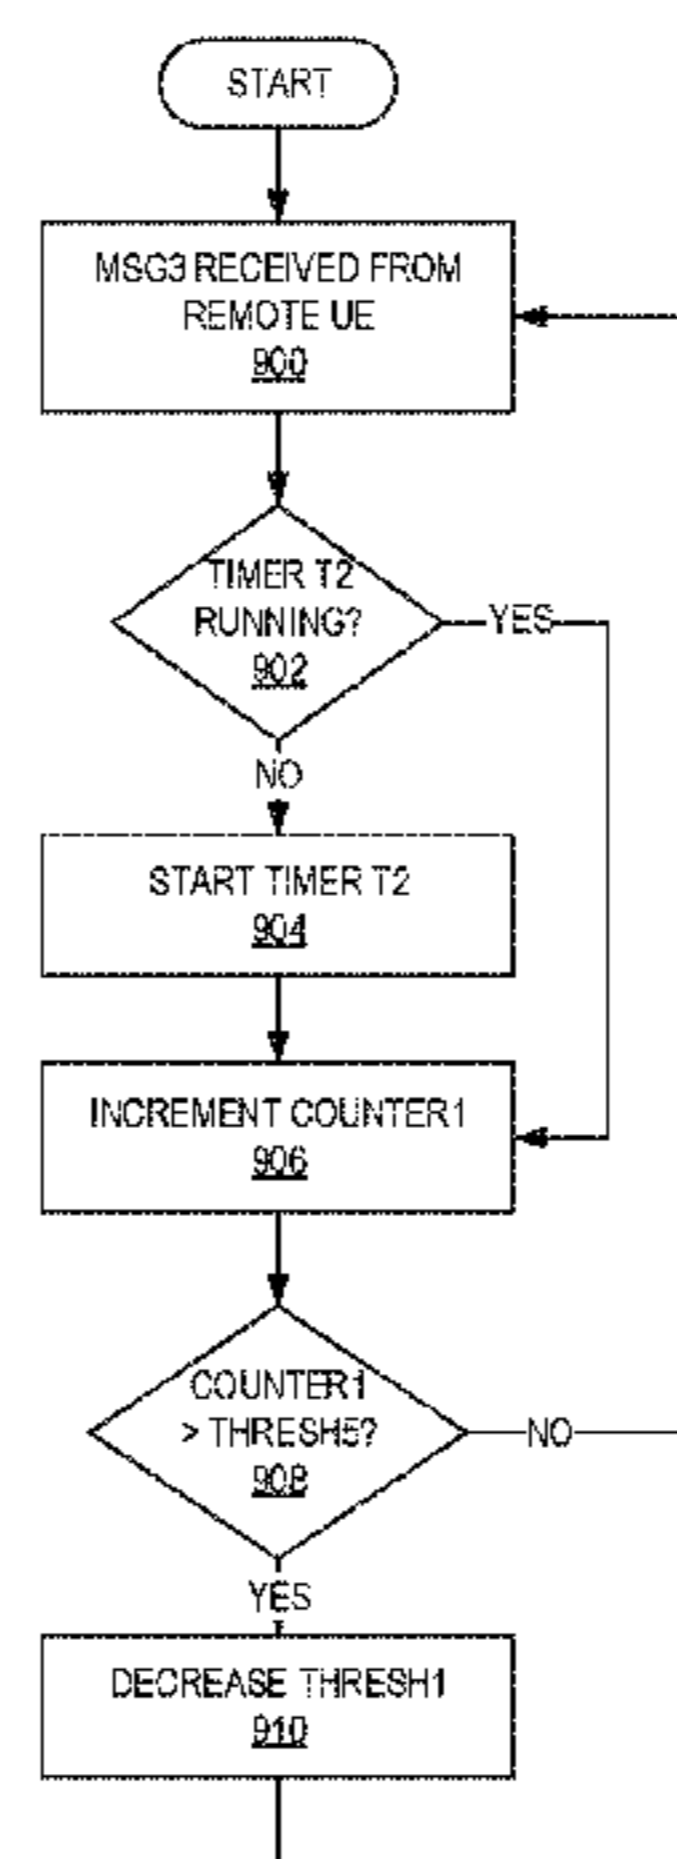 START
MSG3 RECEIVED FROM
REMOTE UE
900
TIMER T2
RUNNING?
902
YES
NO
START TIMER T2
904
INCREMENT COUNTER1
906
COUNTER1
> THRESH5?
908
NO
YES
DECREASE THRESH1
910